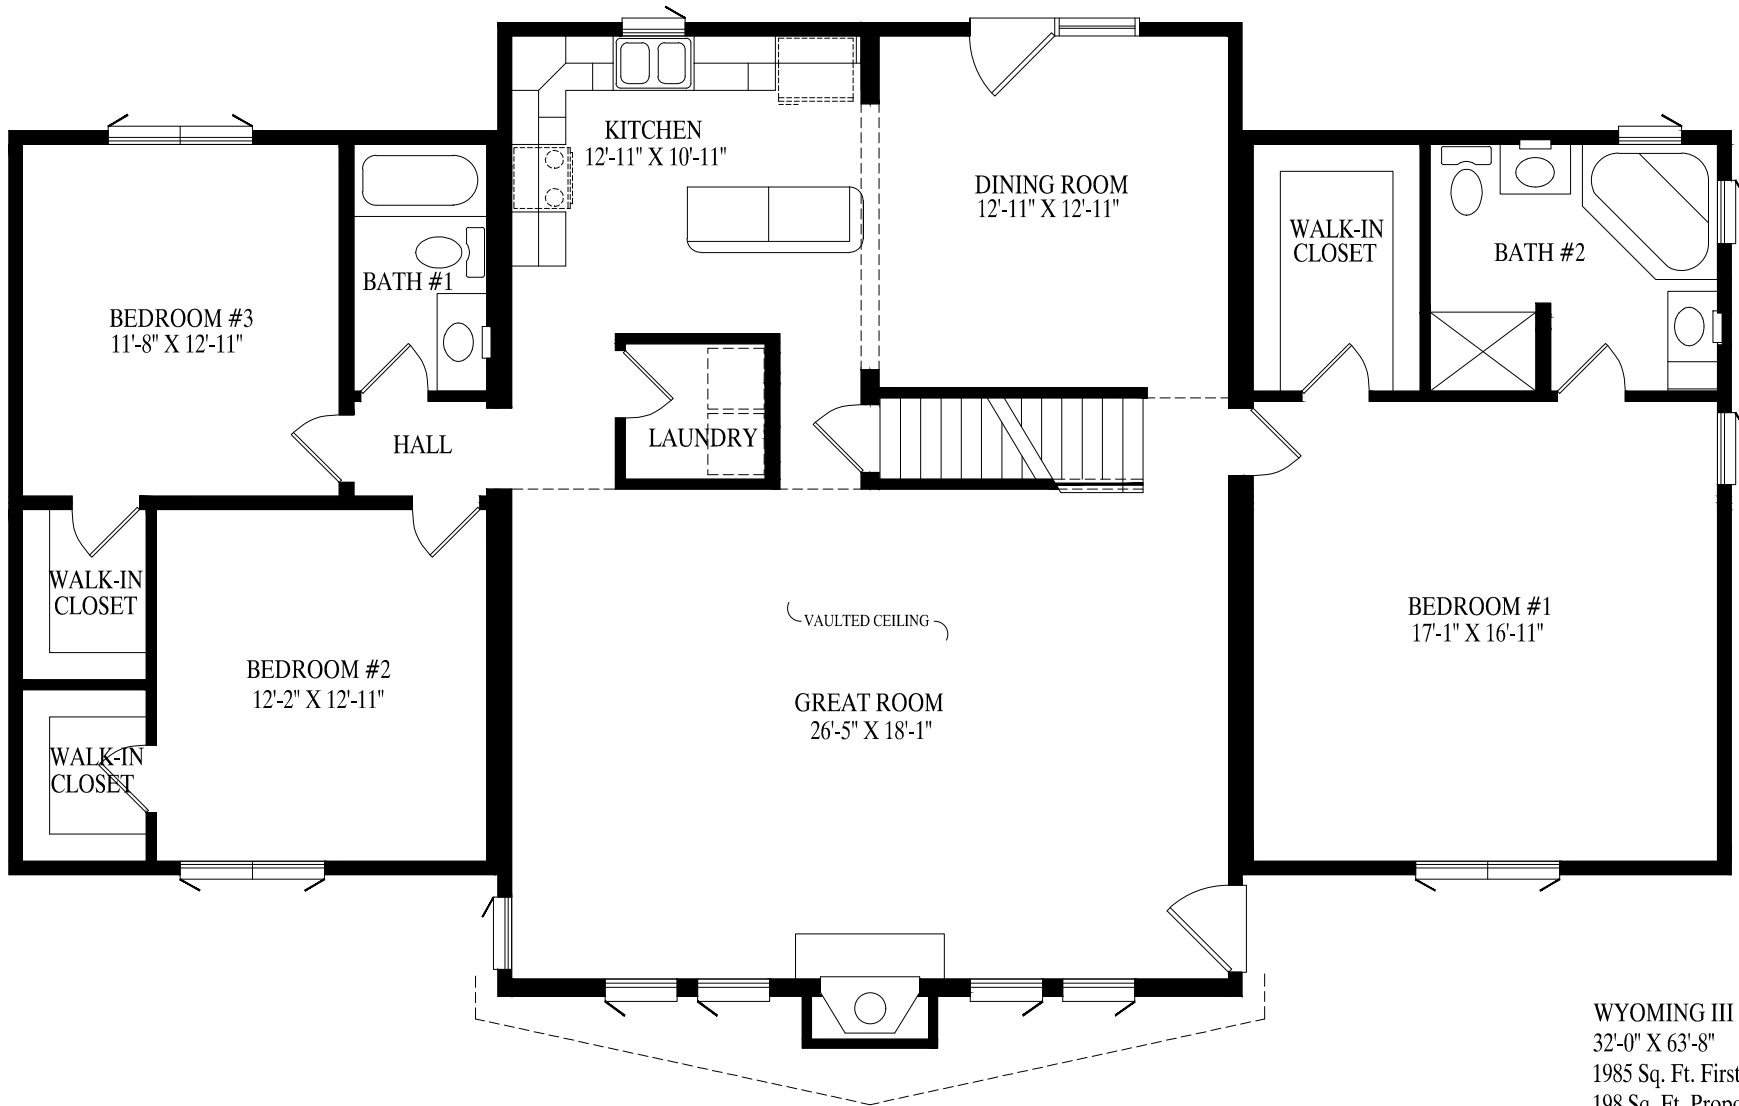 KITCHEN
12'-11" X 10'-11"
DINING ROOM
12'-11" X 12'-11"
WALK-IN
CLOSET
BATH #2
BATH #1
BEDROOM #3
11'-8" X 12'-11"
HALL
LAUNDRY
WALK-IN
CLOSET
BEDROOM #1
17'-1" X 16'-11"
VAULTED CEILING
BEDROOM #2
12'-2" X 12'-11"
GREAT ROOM
26'-5" X 18'-1"
WALK-IN
CLOSET
WYOMING III
32'-0" X 63'-8"
1985 Sq. Ft. First
198 Sq. Ft.